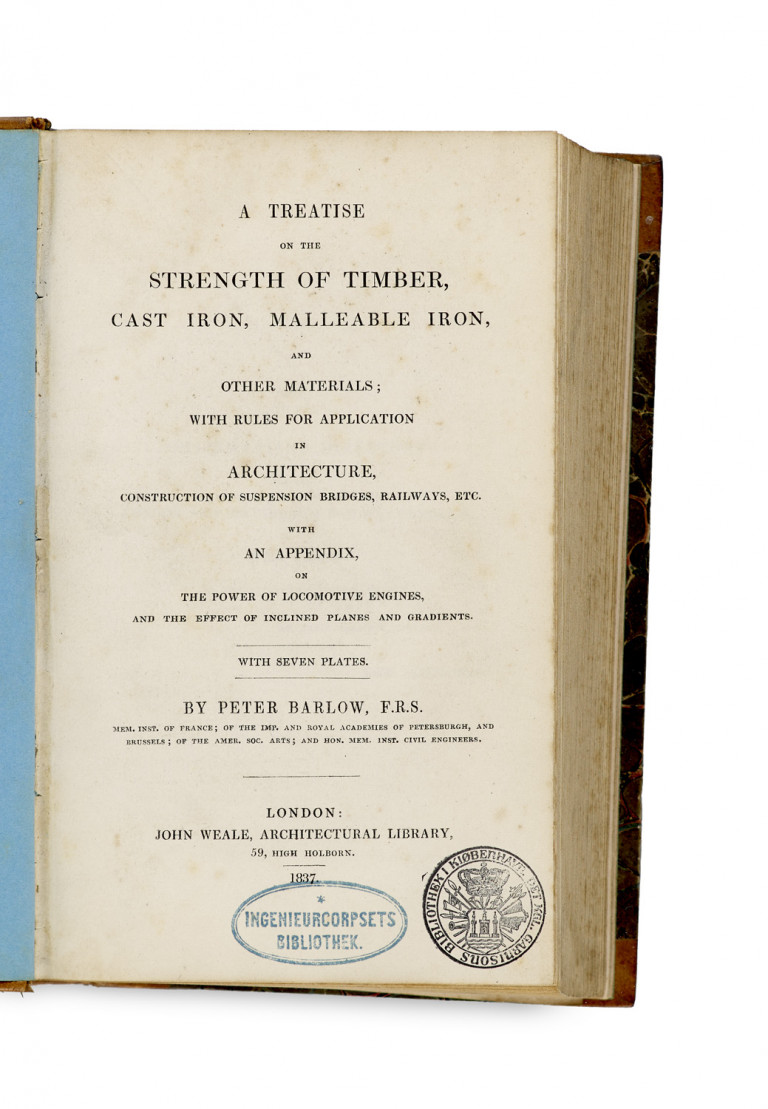 A TREATISE
ON THE
STRENGTH OF TIMBER,
CAST IRON, MALLEABLE IRON,
AND
OTHER MATERIALS;
WITH RULES FOR APPLICATION
IN
ARCHITECTURE,
CONSTRUCTION OF SUSPENSION BRIDGES, RAILWAYS, ETC.
WITH
AN APPENDIX,
ON
THE POWER OF LOCOMOTIVE ENGINES,
AND THE EFFECT OF INCLINED PLANES AND GRADIENTS.
WITH SEVEN PLATES.
BY PETER BARLOW, F.R.S.
MEM. INST. OF FRANCE; OF THE IMP. AND ROYAL ACADEMIES OF PETERSBURGH, AND
BRUSSELS; OF THE AMER. SOC. ARTS; AND HON. MEM. INST. CIVIL ENGINEERS.
LONDON:
JOHN WEALE, ARCHITECTURAL LIBRARY,
59, HIGH HOLBORN.
1837.
INGENIEURCORPSETS
BIBLIOTHEK.
DET KGL. GARNISONS BIBLIOTHEK I KIØBENHAVN.